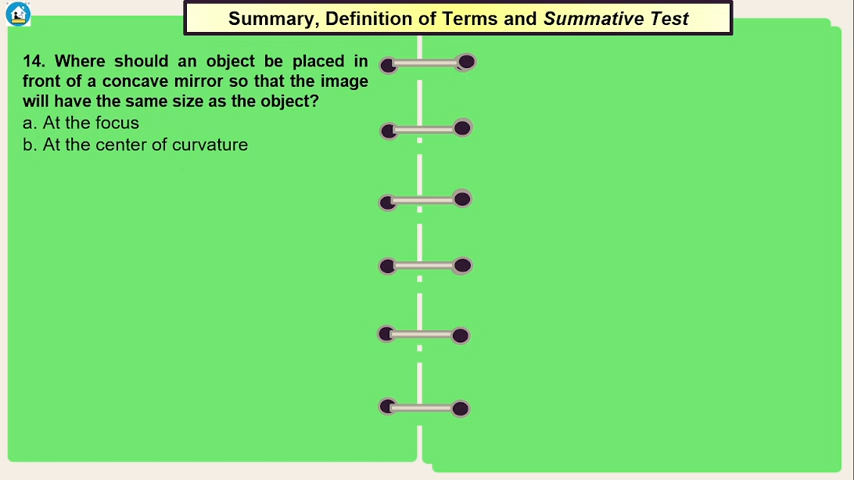 Summary, Definition of Terms and Summative Test
14. Where should an object be placed in
front of a concave mirror so that the image
will have the same size as the object?
a. At the focus
b. At the center of curvature